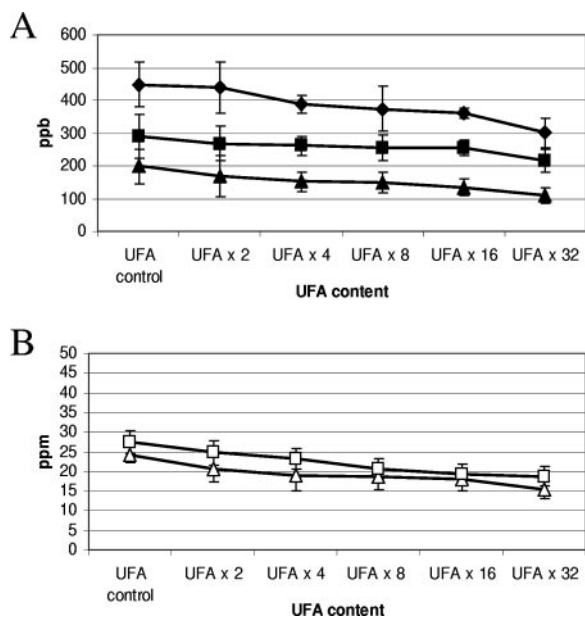 A
600
500
400
300
200
100
0
ppb
UFA control
UFA x 2
UFA x 4
UFA x 8
UFA x 16
UFA x 32
UFA content
B
50
45
40
35
30
25
20
15
10
5
0
ppm
UFA control
UFA x 2
UFA x 4
UFA x 8
UFA x 16
UFA x 32
UFA content